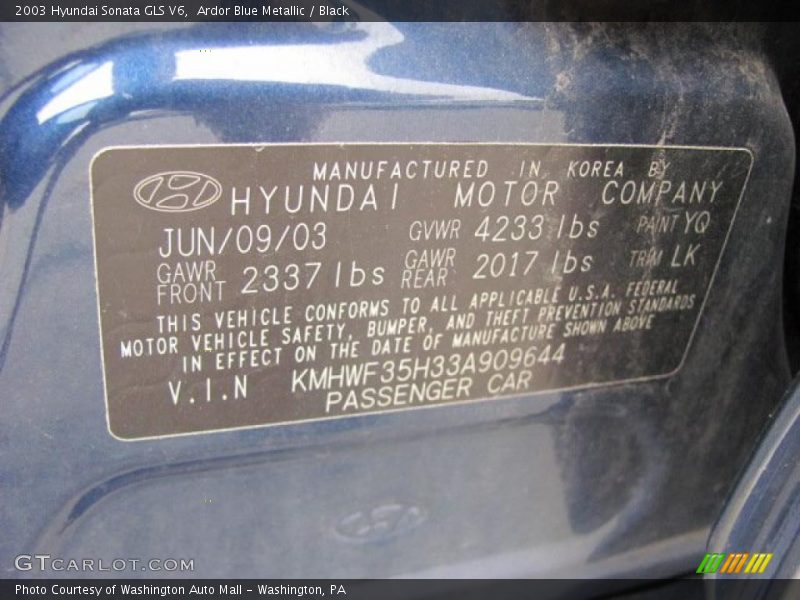 2003 Hyundai Sonata GLS V6,  Ardor Blue Metallic / Black
MANUFACTURED IN KOREA BY
HYUNDAI MOTOR COMPANY
JUN/09/03 GVWR 4233 lbs PAINT YQ
GAWR FRONT 2337 lbs GAWR REAR 2017 lbs TRIM LK
THIS VEHICLE CONFORMS TO ALL APPLICABLE U.S.A. FEDERAL
MOTOR VEHICLE SAFETY, BUMPER, AND THEFT PREVENTION STANDARDS
IN EFFECT ON THE DATE OF MANUFACTURE SHOWN ABOVE
V.I.N KMHWF35H33A909644
PASSENGER CAR
GTCARLOT.COM
Photo Courtesy of Washington Auto Mall - Washington, PA